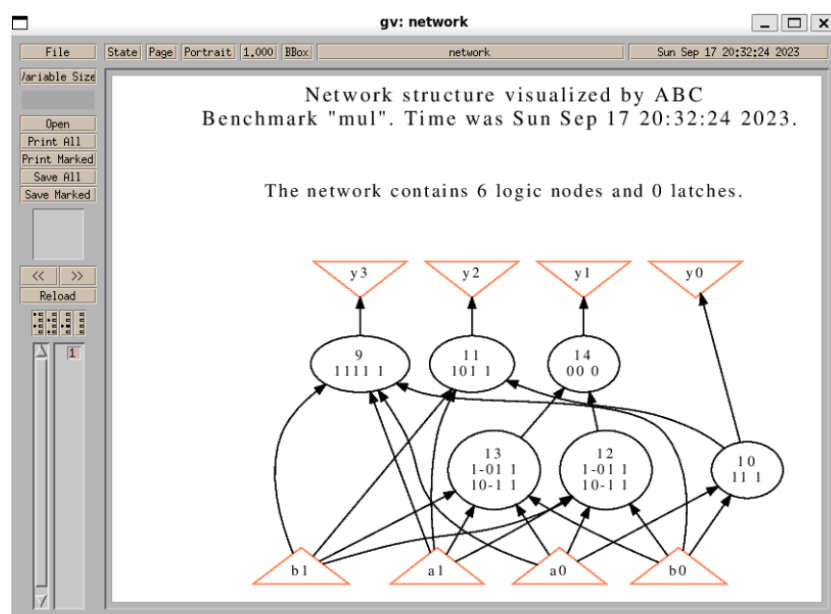 gv: network
File State Page Portrait 1.000 BBox network Sun Sep 17 20:32:24 2023
Variable Size
Open
Print All
Print Marked
Save All
Save Marked
<< >>
Reload
1
Network structure visualized by ABC
Benchmark "mul". Time was Sun Sep 17 20:32:24 2023.
The network contains 6 logic nodes and 0 latches.
y3 y2 y1 y0
9
1111 1
11
101 1
14
00 0
13
1-01 1
10-1 1
12
1-01 1
10-1 1
10
11 1
b1 a1 a0 b0